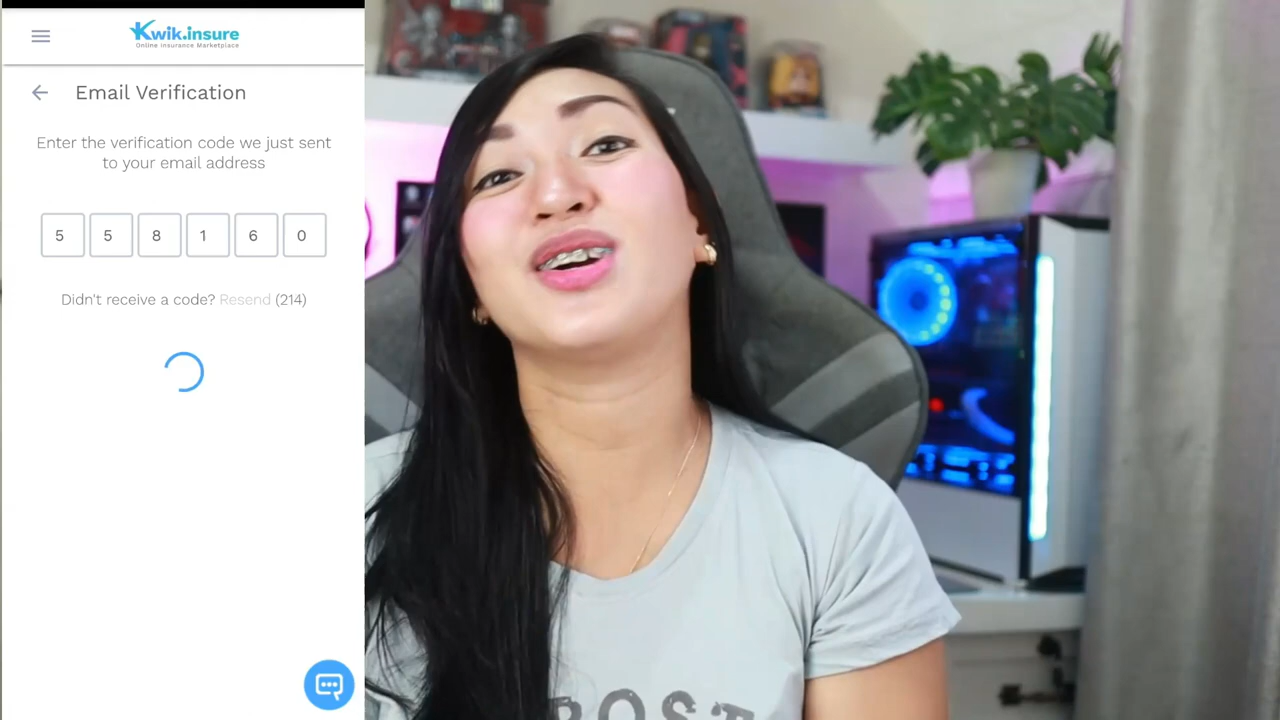 Kwik.insure
Online Insurance Marketplace
Email Verification
Enter the verification code we just sent
to your email address
5 5 8 1 6 0
Didn't receive a code? Resend (214)